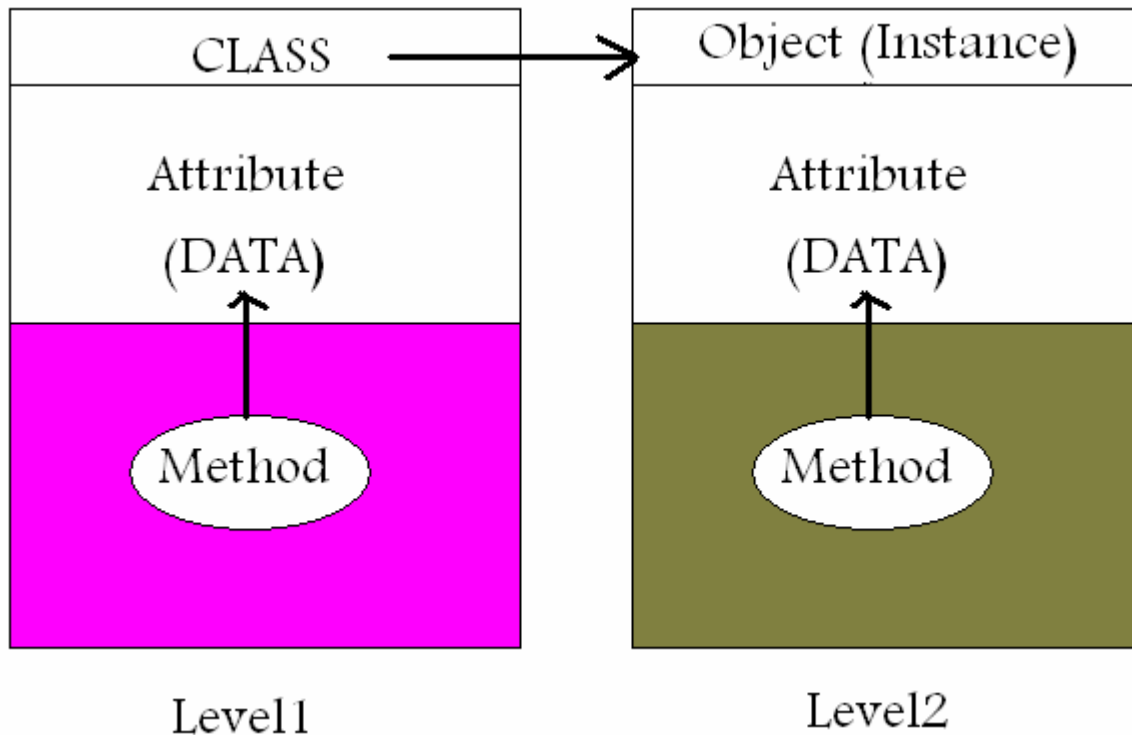 CLASS
Attribute
(DATA)
Method
Level1
Object (Instance)
Attribute
(DATA)
Method
Level2